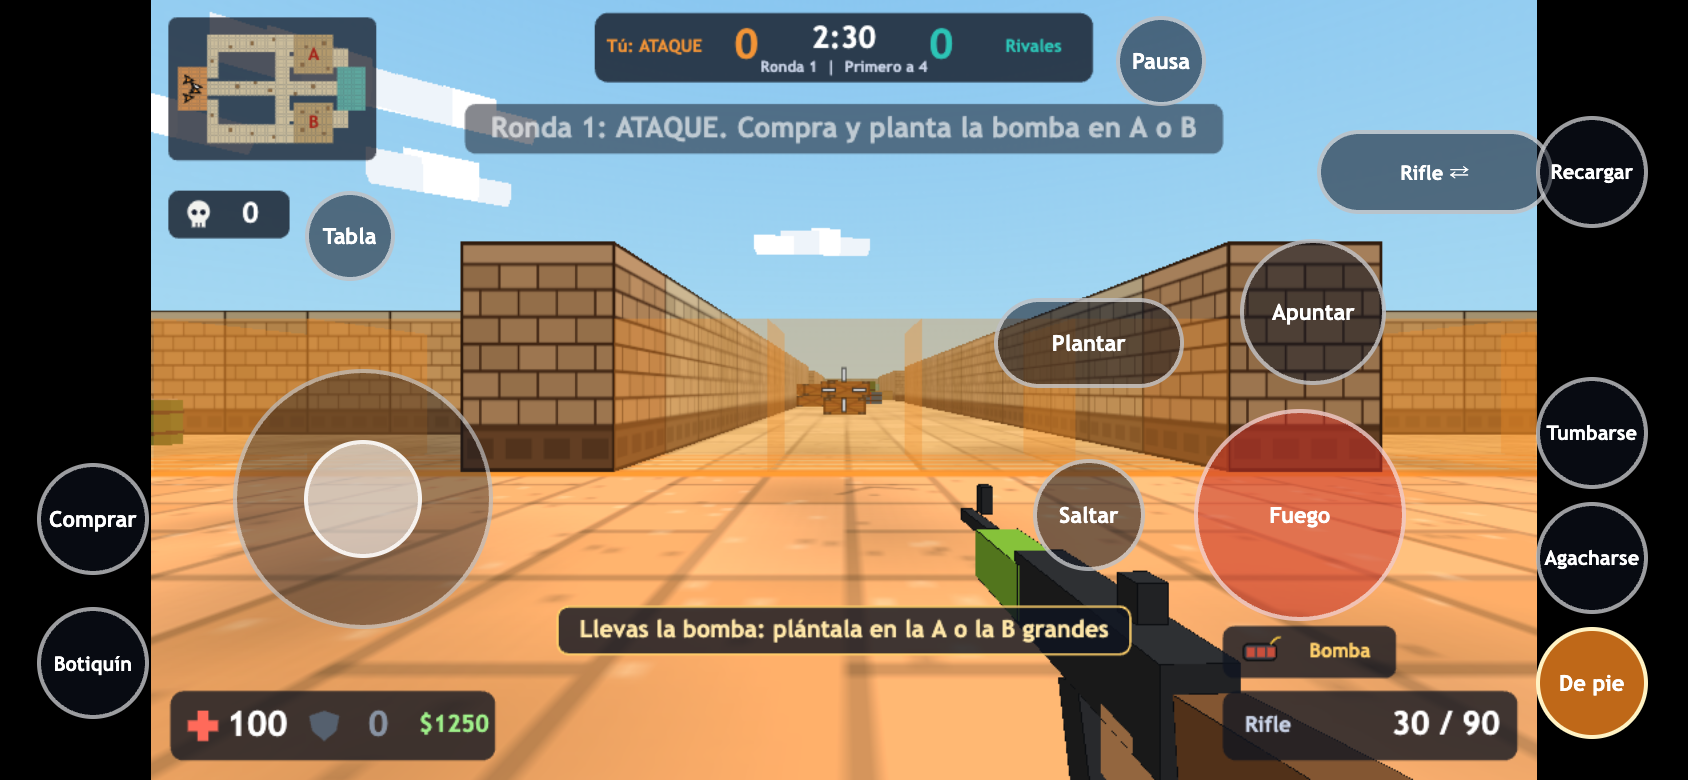 A
B
Tú: ATAQUE 0 2:30 0 Rivales
Ronda 1 | Primero a 4
Pausa
Ronda 1: ATAQUE. Compra y planta la bomba en A o B
Rifle ⇄
Recargar
0
Tabla
Apuntar
Plantar
Tumbarse
Comprar
Saltar
Fuego
Agacharse
Llevas la bomba: plántala en la A o la B grandes
Botiquín
Bomba
De pie
100 0 $1250
Rifle 30 / 90